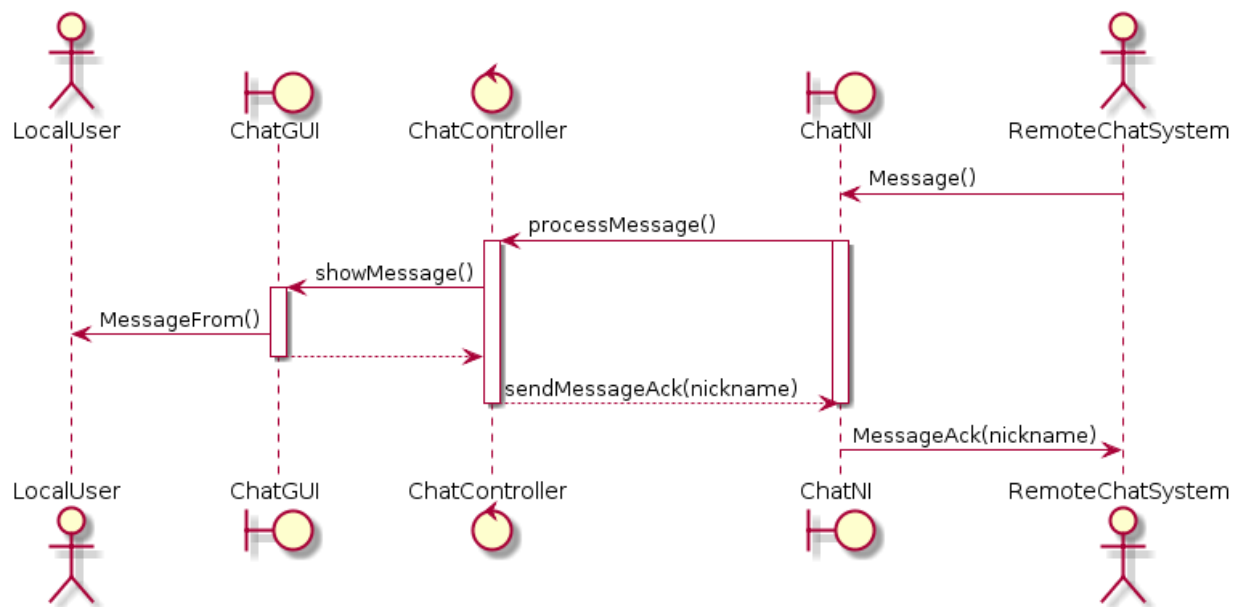 LocalUser
ChatGUI
ChatController
ChatNI
RemoteChatSystem
Message()
processMessage()
showMessage()
MessageFrom()
sendMessageAck(nickname)
MessageAck(nickname)
LocalUser
ChatGUI
ChatController
ChatNI
RemoteChatSystem